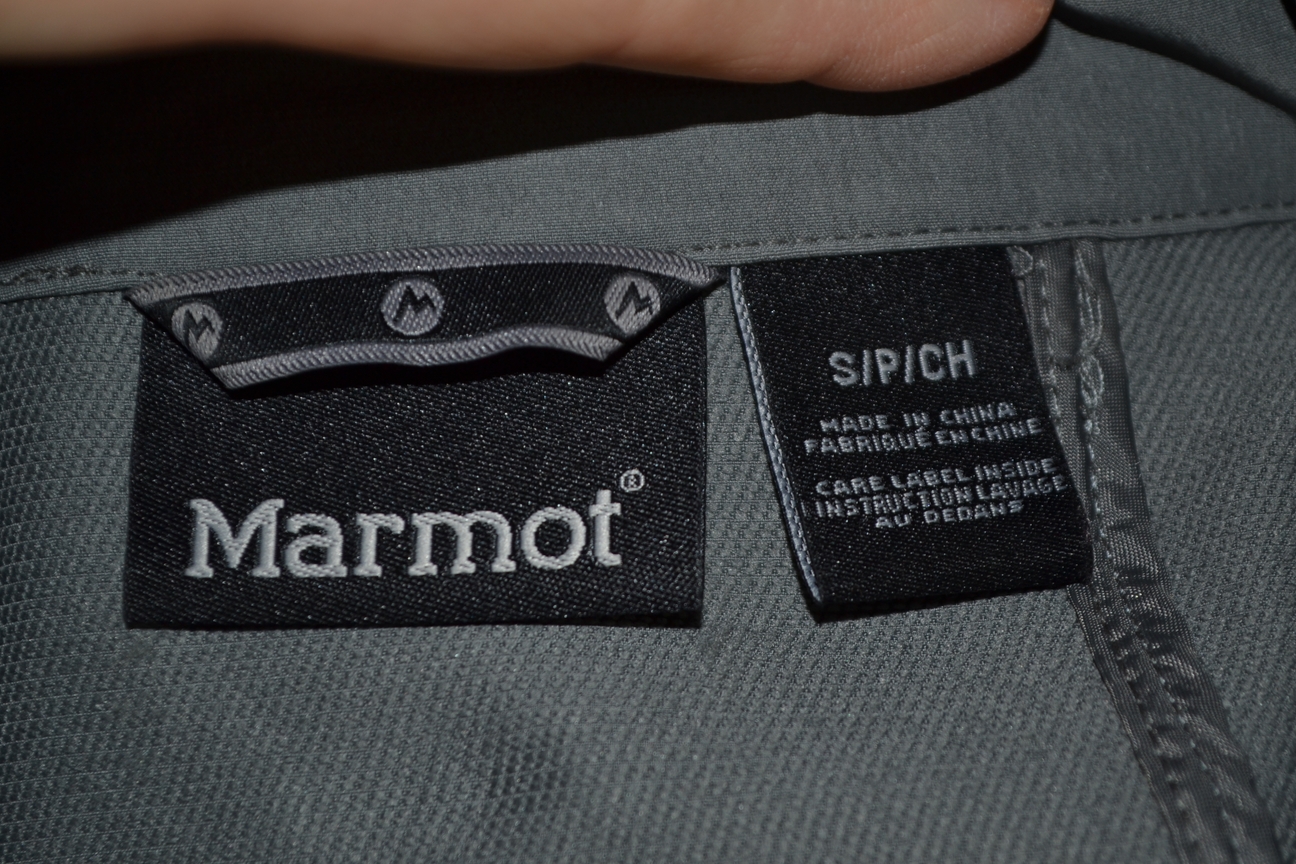 Marmot®
S/P/CH
MADE IN CHINA
FABRIQUÉ EN CHINE
CARE LABEL INSIDE
INSTRUCTION LAVAGE
AU DEDANS